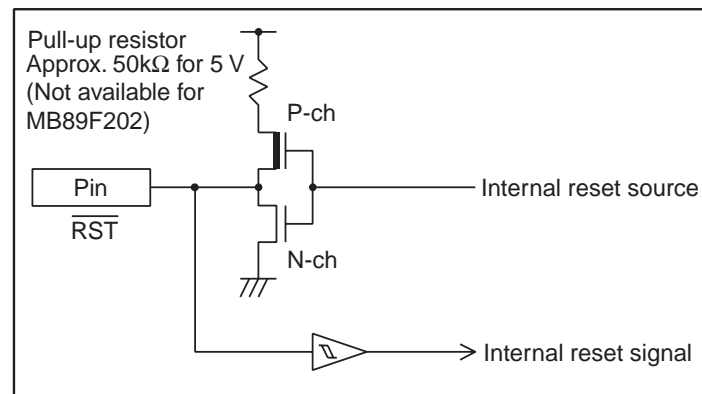 Pull-up resistor
Approx. 50kΩ for 5 V
(Not available for
MB89F202)
P-ch
Pin
Internal reset source
RST
N-ch
Internal reset signal